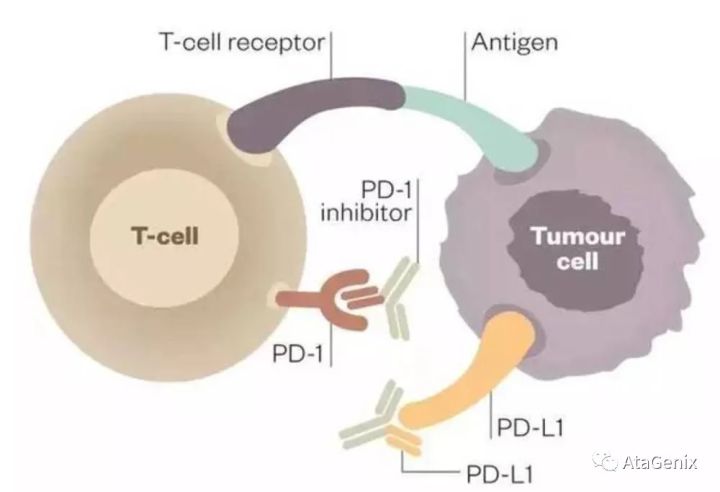 T-cell receptor
Antigen
PD-1
inhibitor
T-cell
Tumour
cell
PD-1
PD-L1
PD-L1
AtaGenix